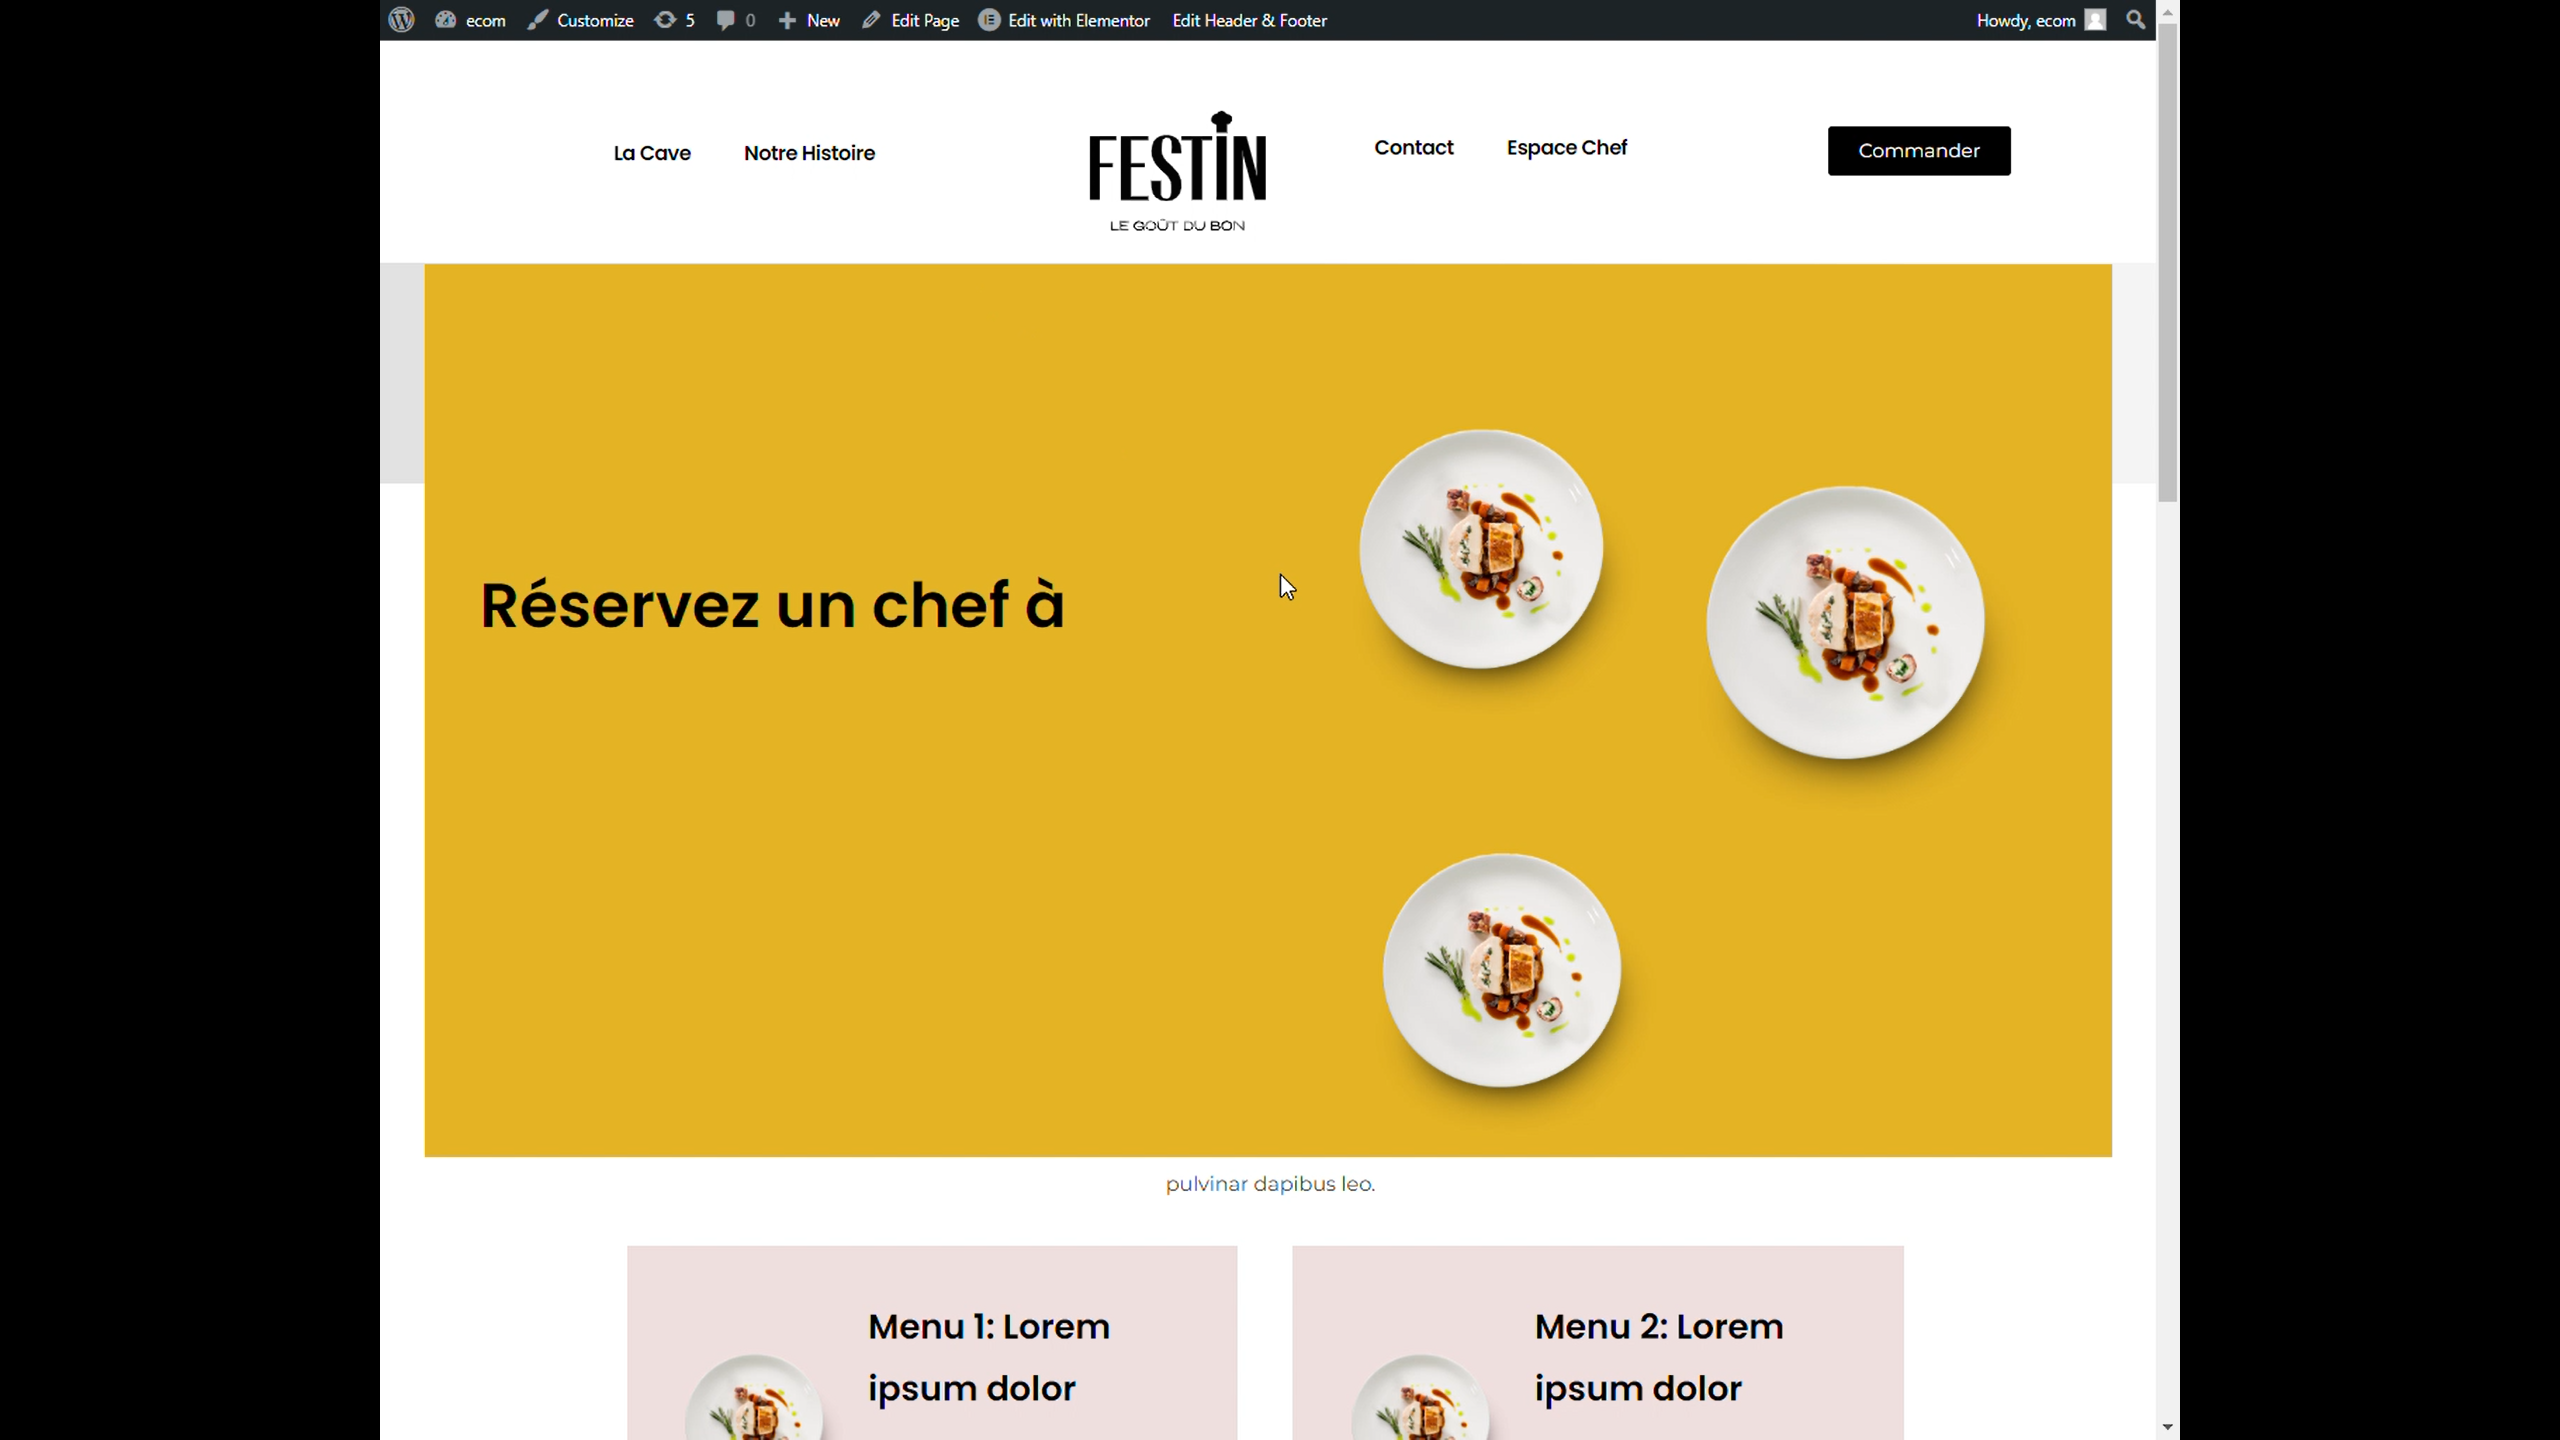 ecom Customize 5 0 New Edit Page Edit with Elementor Edit Header & Footer Howdy, ecom
La Cave Notre Histoire
FESTIN
LE GOÛT DU BON
Contact Espace Chef
Commander
Réservez un chef à
pulvinar dapibus leo.
Menu 1: Lorem
ipsum dolor
Menu 2: Lorem
ipsum dolor